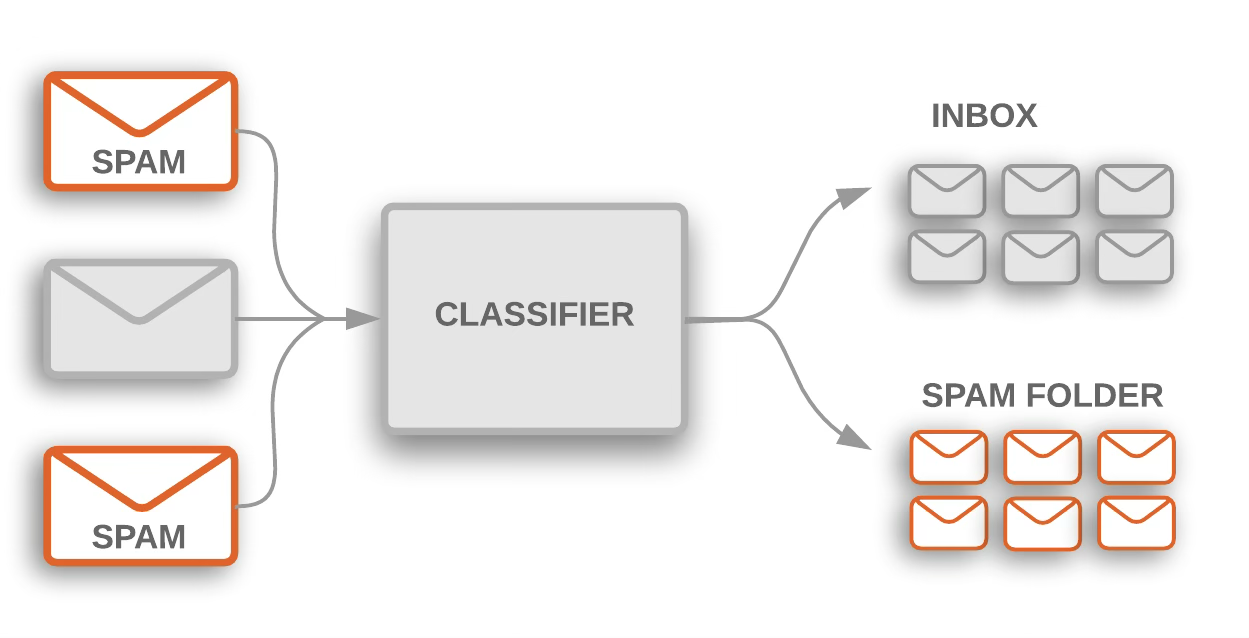 SPAM
CLASSIFIER
SPAM
INBOX
SPAM FOLDER